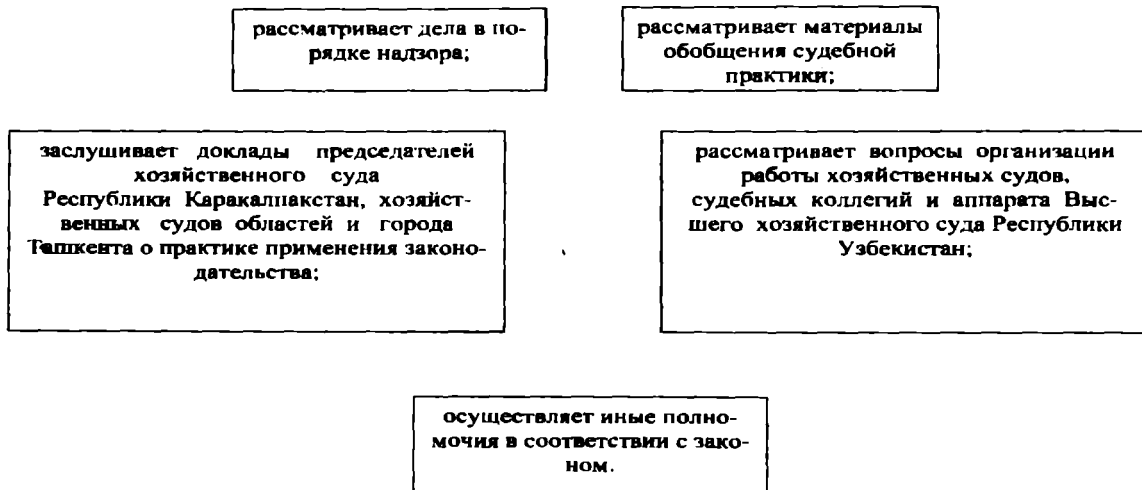 рассматривает дела в по-
рядке надзора;
рассматривает материалы
обобщения судебной
практики;
заслушивает доклады председателей
хозяйственного суда
Республики Каракалпакстан, хозяйст-
венных судов областей и города
Ташкента о практике применения законо-
дательства;
рассматривает вопросы организации
работы хозяйственных судов,
судебных коллегий и аппарата Выс-
шего хозяйственного суда Республики
Узбекистан;
осуществляет иные полно-
мочия в соответствии с зако-
ном.